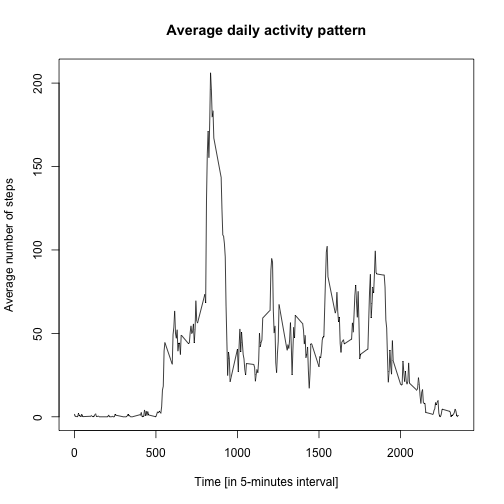 Average daily activity pattern
Average number of steps
200
150
100
50
0
0 500 1000 1500 2000
Time [in 5-minutes interval]